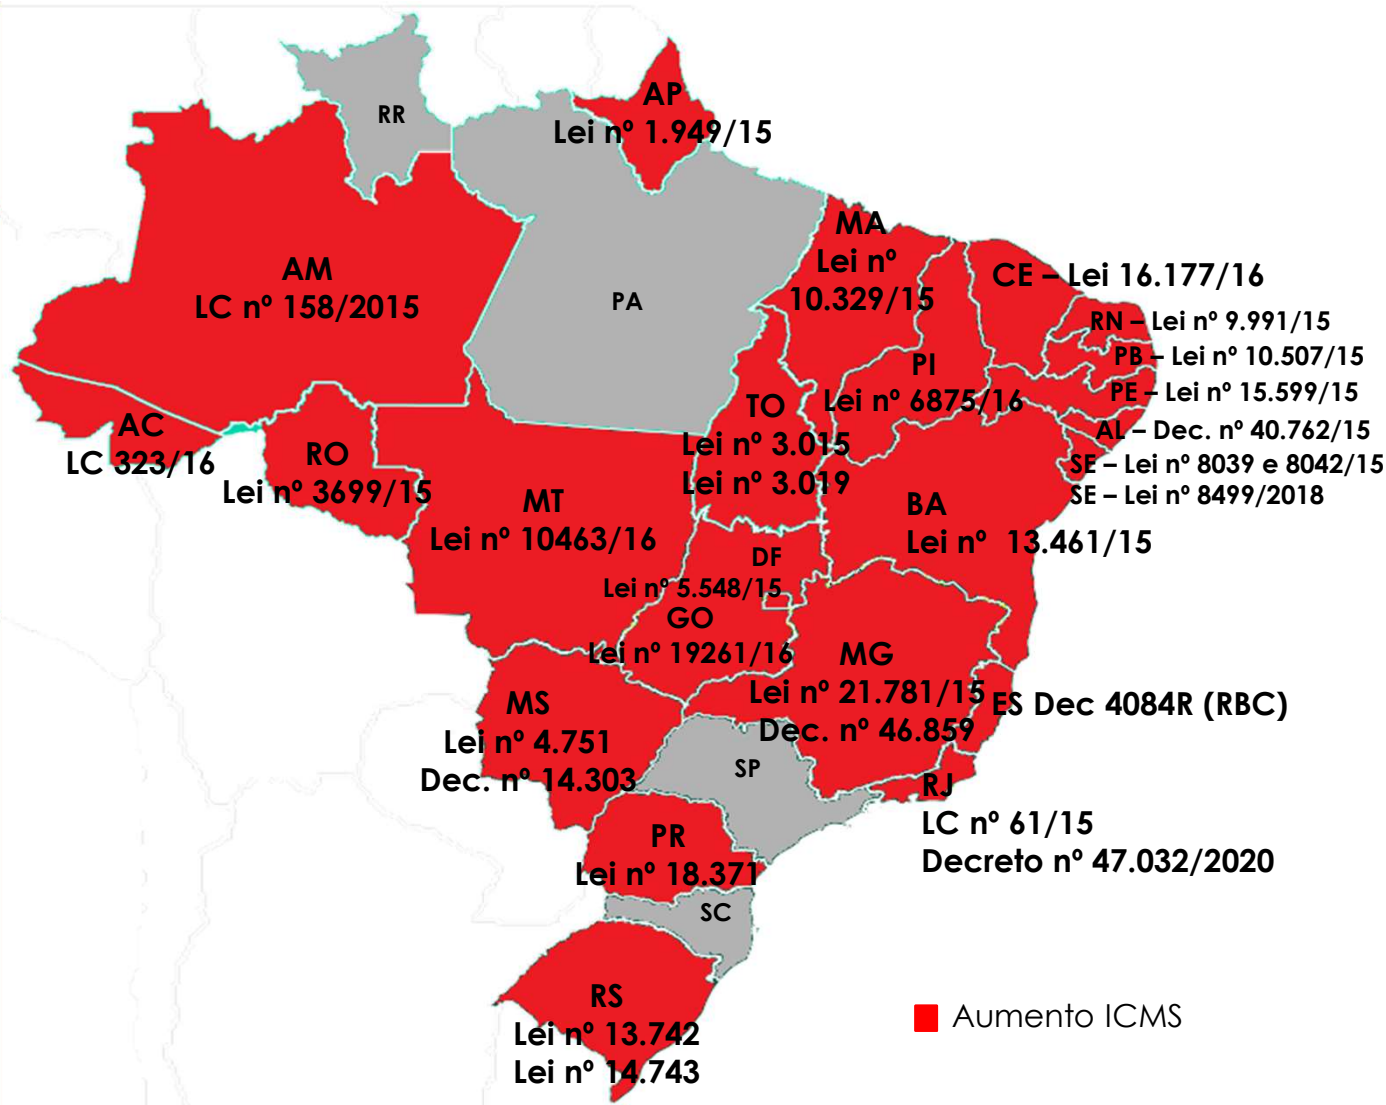 RR
AP
Lei nº 1.949/15
MA
Lei nº
10.329/15
AM
LC nº 158/2015
PA
CE – Lei 16.177/16
RN – Lei nº 9.991/15
PB – Lei nº 10.507/15
PI
Lei nº 6875/16
PE – Lei nº 15.599/15
TO
Lei nº 3.015
Lei nº 3.019
AL – Dec. nº 40.762/15
SE – Lei nº 8039 e 8042/15
SE – Lei nº 8499/2018
AC
LC 323/16
RO
Lei nº 3699/15
MT
Lei nº 10463/16
BA
Lei nº 13.461/15
DF
Lei nº 5.548/15
GO
Lei nº 19261/16
MG
Lei nº 21.781/15
Dec. nº 46.859
ES Dec 4084R (RBC)
MS
Lei nº 4.751
Dec. nº 14.303
SP
RJ
LC nº 61/15
Decreto nº 47.032/2020
PR
Lei nº 18.371
SC
RS
Lei nº 13.742
Lei nº 14.743
Aumento ICMS